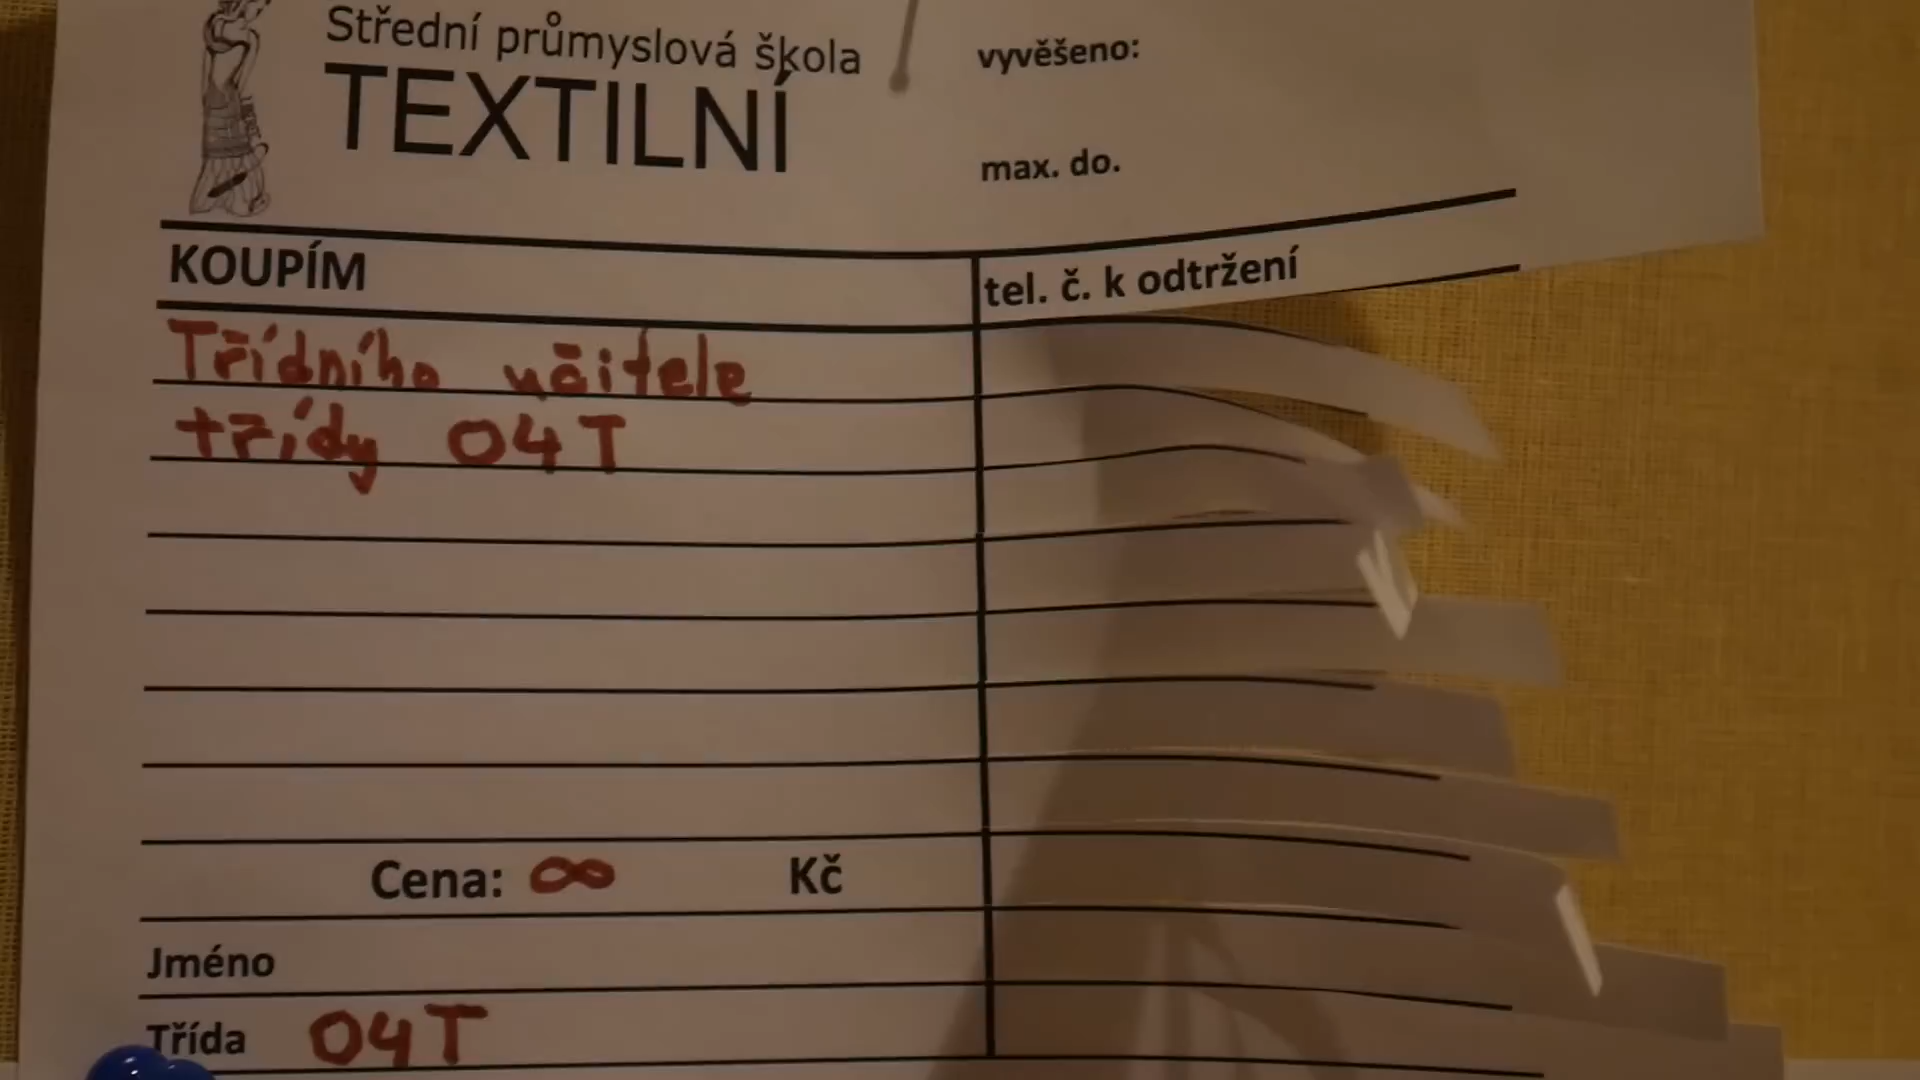 Střední průmyslová škola
TEXTILNÍ
vyvěšeno:
max. do.
KOUPÍM
tel. č. k odtržení
Třídního učitele
třídy O4T
Cena: ∞ Kč
Jméno
Třída O4T